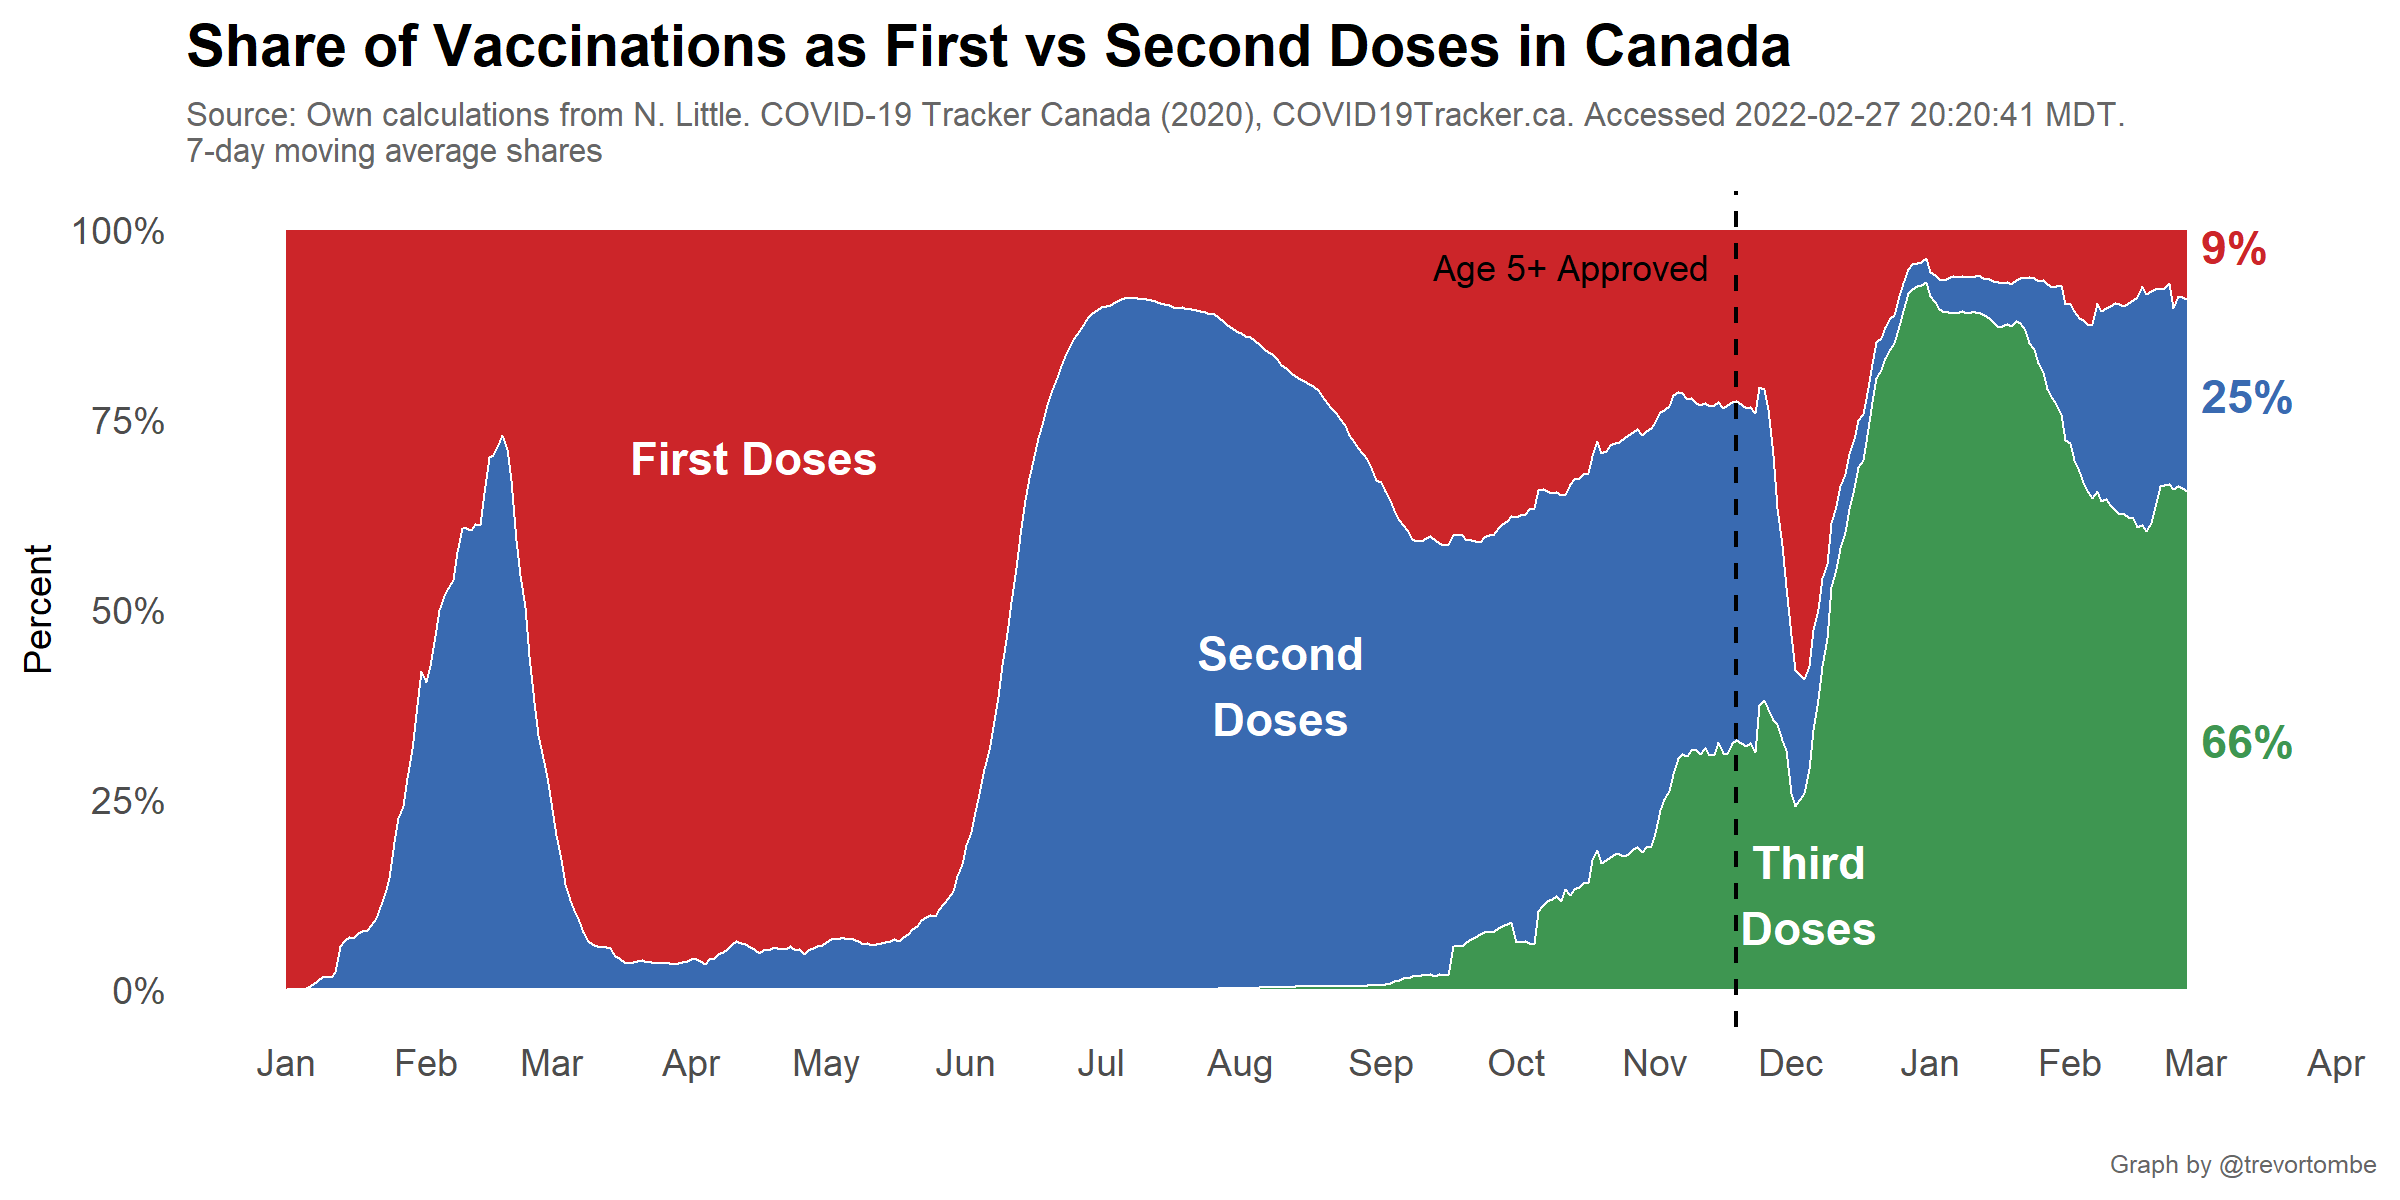 Share of Vaccinations as First vs Second Doses in Canada
Source: Own calculations from N. Little. COVID-19 Tracker Canada (2020), COVID19Tracker.ca. Accessed 2022-02-27 20:20:41 MDT.
7-day moving average shares
Percent
100%
75%
50%
25%
0%
Age 5+ Approved
First Doses
Second
Doses
Third
Doses
9%
25%
66%
Jan Feb Mar Apr May Jun Jul Aug Sep Oct Nov Dec Jan Feb Mar Apr
Graph by @trevortombe